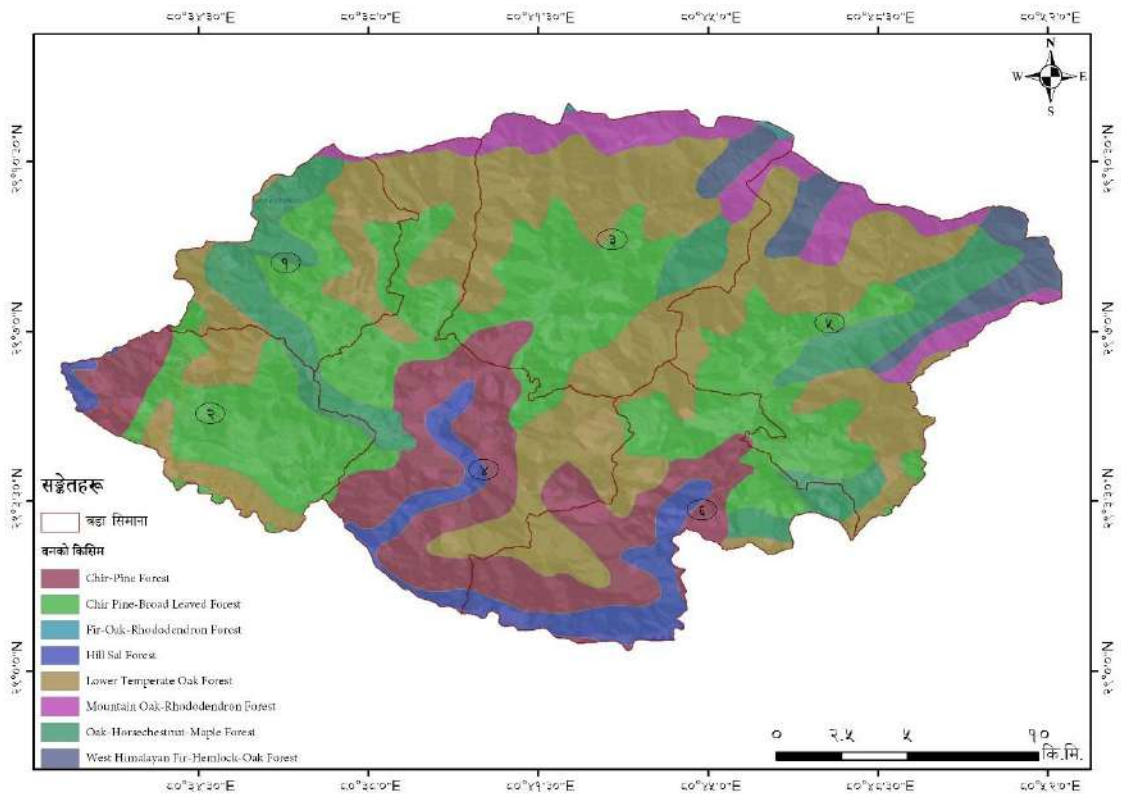 ८०°३४'३०"E ८०°३८'०"E ८०°४१'३०"E ८०°४५'०"E ८०°४८'३०"E ८०°५२'०"E
N
W E
S
३
१
५
२
४
६
सङ्केतहरू
वडा सिमाना
वनको किसिम
Chir-Pine Forest
Chir Pine-Broad Leaved Forest
Fir-Oak-Rhododendron Forest
Hill Sal Forest
Lower Temperate Oak Forest
Mountain Oak-Rhododendron Forest
Oak-Horsechestnut-Maple Forest
West Himalayan Fir-Hemlock-Oak Forest
० २.५ ५ १०
कि.मि.
८०°३४'३०"E ८०°३८'०"E ८०°४१'३०"E ८०°४५'०"E ८०°४८'३०"E ८०°५२'०"E